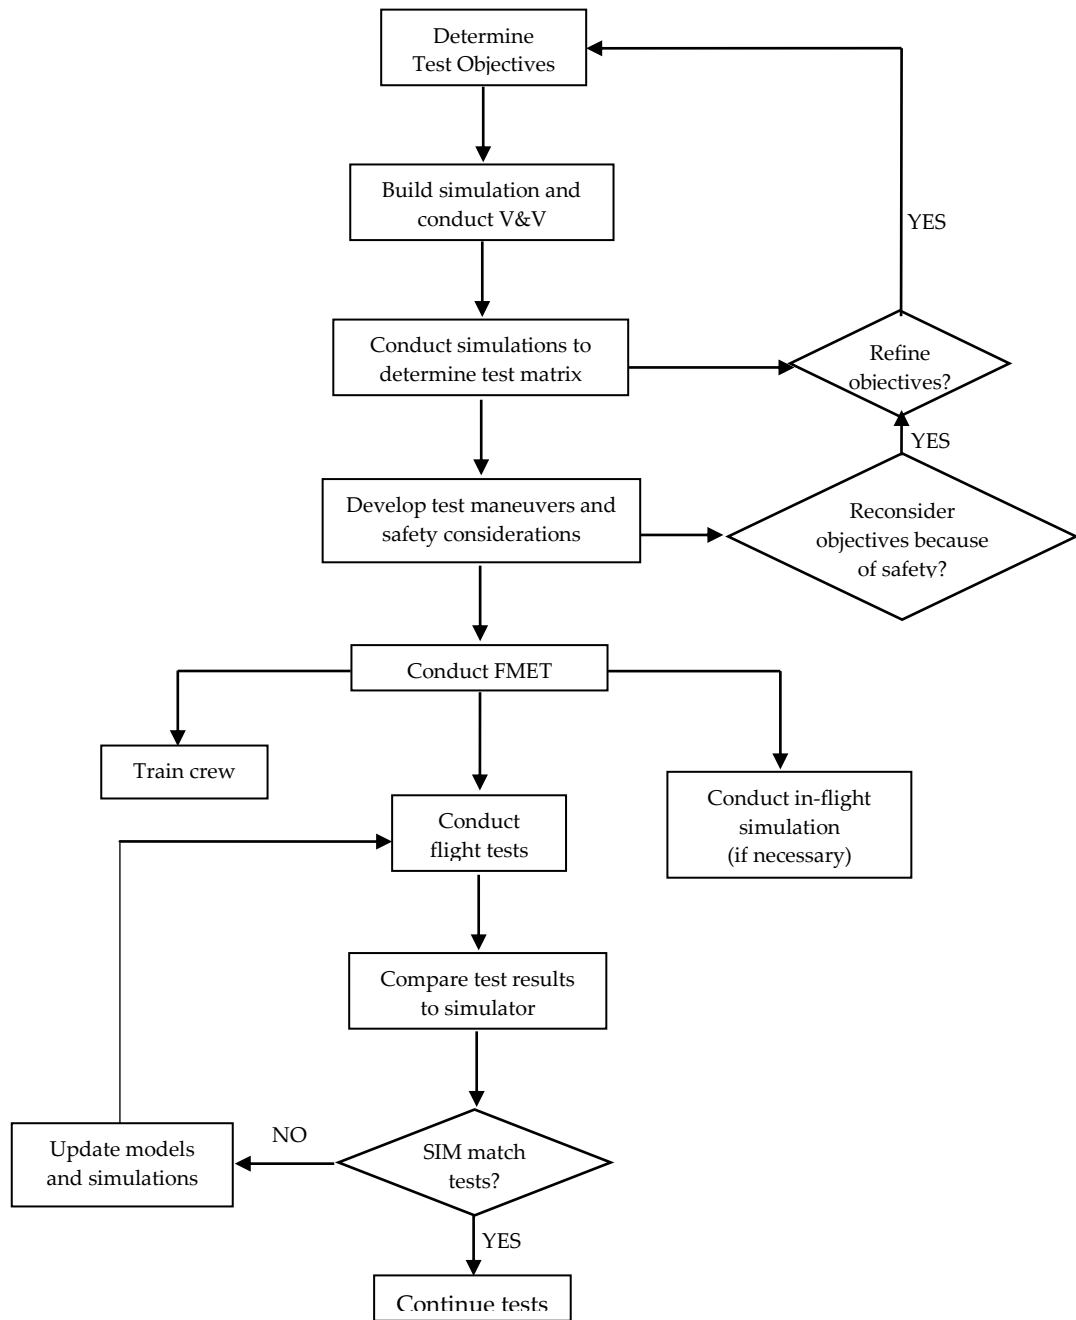 Determine
Test Objectives
Build simulation and
conduct V&V
YES
Conduct simulations to
determine test matrix
Refine
objectives?
YES
Develop test maneuvers and
safety considerations
Reconsider
objectives because
of safety?
Conduct FMET
Train crew
Conduct in-flight
simulation
(if necessary)
Conduct
flight tests
Compare test results
to simulator
Update models
and simulations
NO
SIM match
tests?
YES
Continue tests